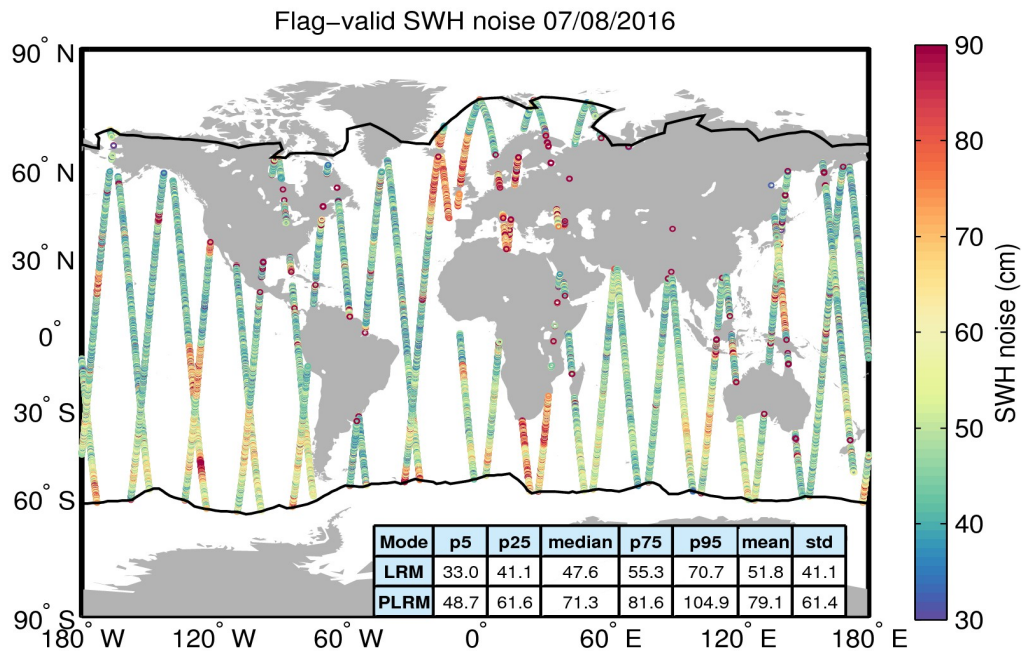 Flag−valid SWH noise 07/08/2016
90° N
60° N
30° N
0°
30° S
60° S
90° S
180° W
120° W
60° W
0°
60° E
120° E
180° E
90
80
70
60
50
40
30
SWH noise (cm)
Mode p5 p25 median p75 p95 mean std
LRM 33.0 41.1 47.6 55.3 70.7 51.8 41.1
PLRM 48.7 61.6 71.3 81.6 104.9 79.1 61.4